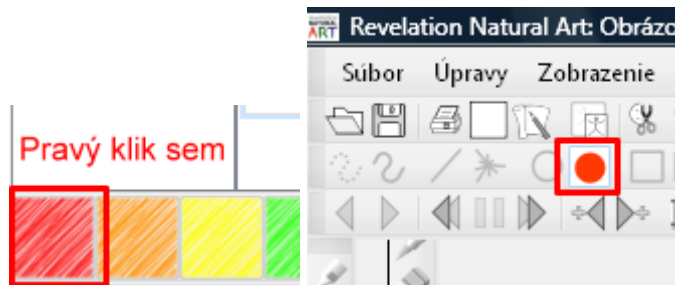 Pravý klik sem
Revelation Natural Art: Obrázo
Súbor Úpravy Zobrazenie